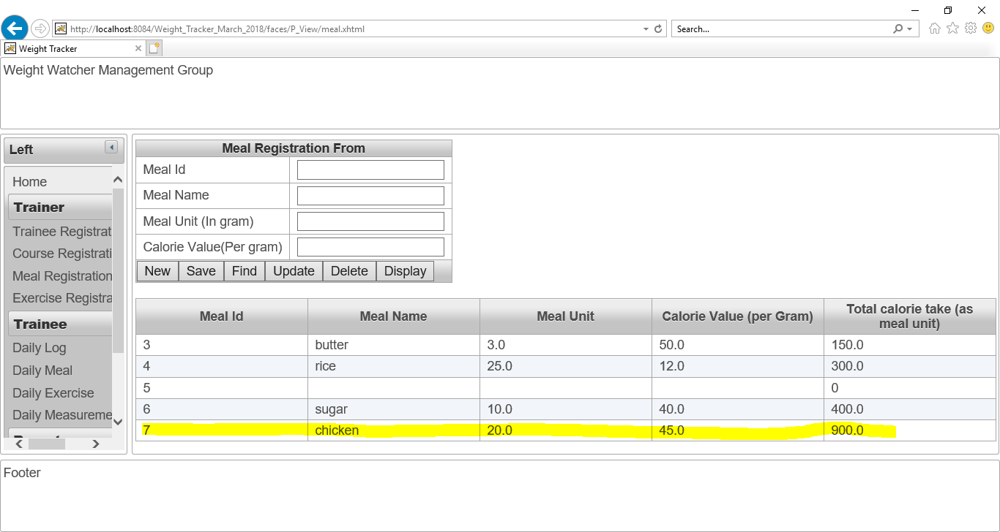 http://localhost:8084/Weight_Tracker_March_2018/faces/P_View/meal.xhtml
Search...
Weight Tracker
Weight Watcher Management Group
Left
Home
Trainer
Trainee Registrat
Course Registrati
Meal Registration
Exercise Registra
Trainee
Daily Log
Daily Meal
Daily Exercise
Daily Measureme
Meal Registration From
Meal Id
Meal Name
Meal Unit (In gram)
Calorie Value(Per gram)
New Save Find Update Delete Display
Meal Id Meal Name Meal Unit Calorie Value (per Gram) Total calorie take (as
meal unit)
3 butter 3.0 50.0 150.0
4 rice 25.0 12.0 300.0
5 0
6 sugar 10.0 40.0 400.0
7 chicken 20.0 45.0 900.0
Footer